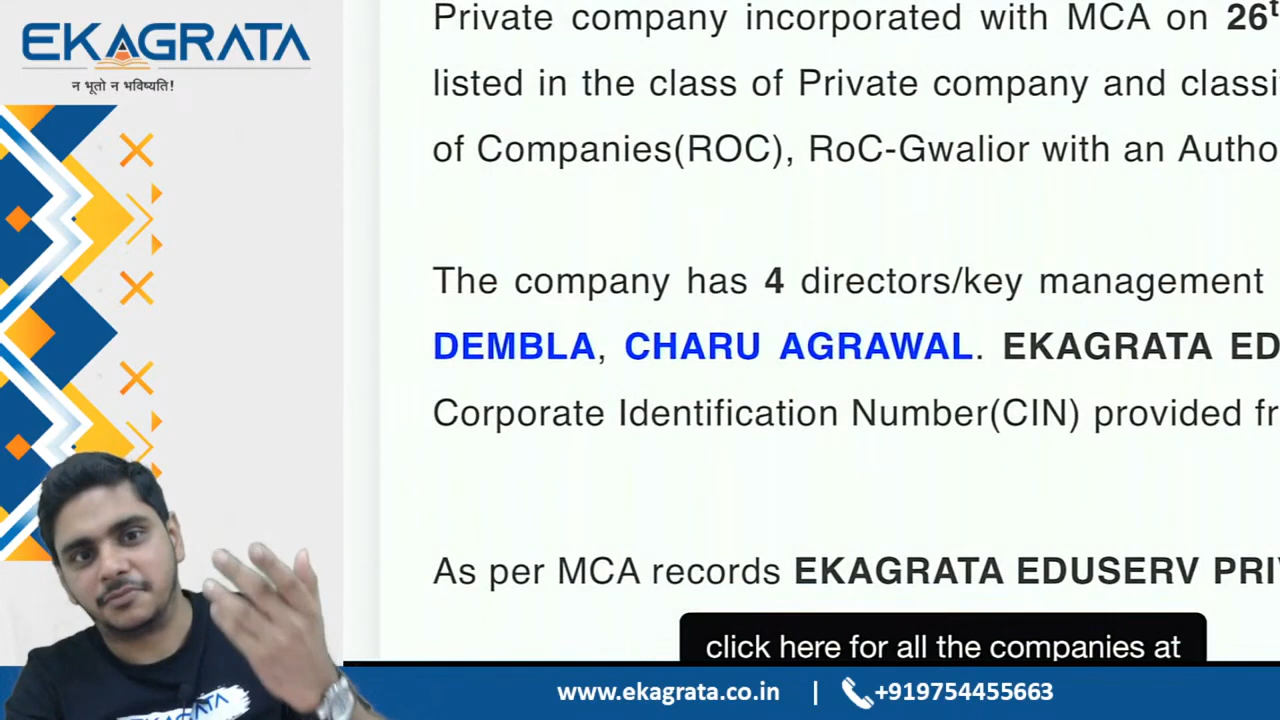 EKAGRATA
न भूतो न भविष्यति!
Private company incorporated with MCA on 26t
listed in the class of Private company and classi
of Companies(ROC), RoC-Gwalior with an Autho
The company has 4 directors/key management
DEMBLA, CHARU AGRAWAL. EKAGRATA ED
Corporate Identification Number(CIN) provided fr
As per MCA records EKAGRATA EDUSERV PRIV
click here for all the companies at
EKAGRATA
www.ekagrata.co.in | +919754455663